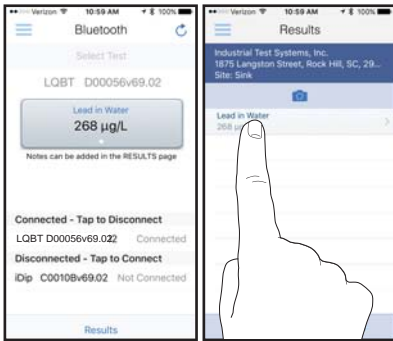 Verizon 10:59 AM 100%
Bluetooth
Select Test
LQBT D00056v69.02
Lead in Water
268 µg/L
Notes can be added in the RESULTS page
Connected - Tap to Disconnect
LQBT D00056v69.02 Connected
Disconnected - Tap to Connect
iDip C0010Bv69.02 Not Connected
Results
Verizon 10:59 AM 100%
Results
Industrial Test Systems, Inc.
1875 Langston Street, Rock Hill, SC, 29...
Site: Sink
Lead in Water
268